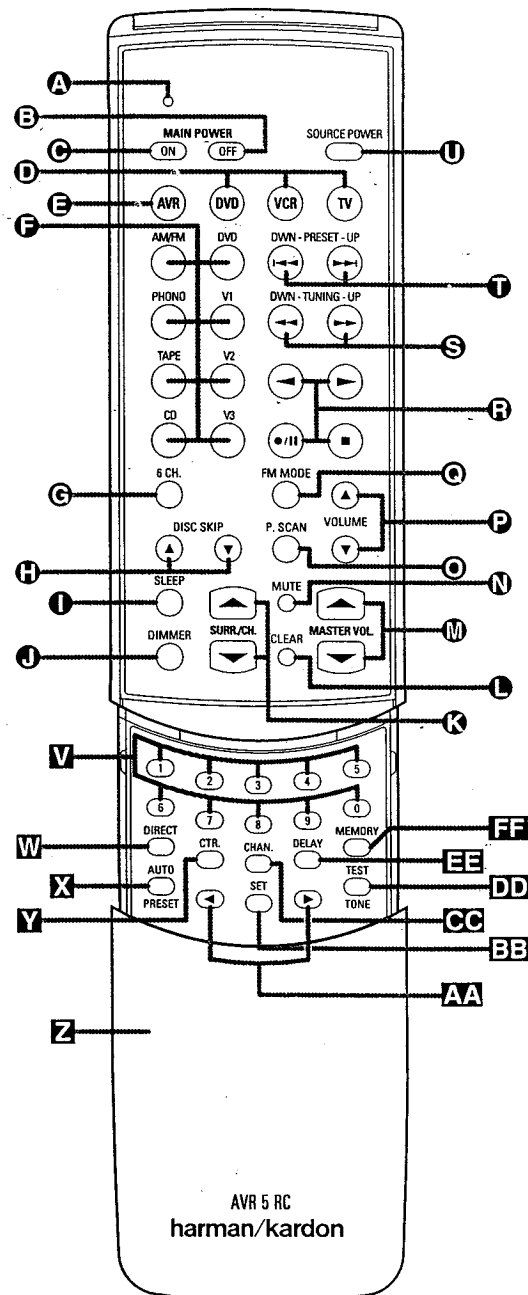 A
B
MAIN POWER SOURCE POWER
C ON OFF U
D
E AVR DVD VCR TV
F AM/FM DVD DWN - PRESET - UP
T
PHONO V1 DWN - TUNING - UP
S
TAPE V2
R
CD V3
6 CH. FM MODE Q
G
DISC SKIP P. SCAN VOLUME P
H O
SLEEP MUTE N
I
SURR./CH. MASTER VOL. M
DIMMER CLEAR
J L
K
V 1 2 3 4 5
6 7 8 9 0
DIRECT CTR. CHAN. DELAY MEMORY FF
W EE
AUTO SET TEST
X DD
PRESET TONE
Y CC
BB
AA
Z
AVR 5 RC
harman/kardon